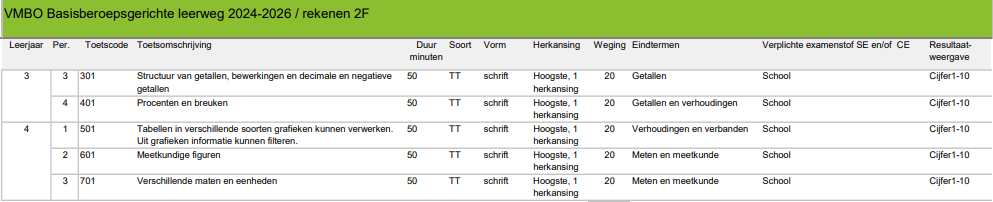 VMBO Basisberoepsgerichte leerweg 2024-2026 / rekenen 2F
Leerjaar Per. Toetscode Toetsomschrijving Duur minuten Soort Vorm Herkansing Weging Eindtermen Verplichte examenstof SE en/of CE Resultaat-weergave
3 3 301 Structuur van getallen, bewerkingen en decimale en negatieve 50 TT schrift Hoogste, 1 20 Getallen School Cijfer1-10
getallen herkansing
4 401 Procenten en breuken 50 TT schrift Hoogste, 1 20 Getallen en verhoudingen School Cijfer1-10
herkansing
4 1 501 Tabellen in verschillende soorten grafieken kunnen verwerken. 50 TT schrift Hoogste, 1 20 Verhoudingen en verbanden School Cijfer1-10
Uit grafieken informatie kunnen filteren. herkansing
2 601 Meetkundige figuren 50 TT schrift Hoogste, 1 20 Meten en meetkunde School Cijfer1-10
herkansing
3 701 Verschillende maten en eenheden 50 TT schrift Hoogste, 1 20 Meten en meetkunde School Cijfer1-10
herkansing